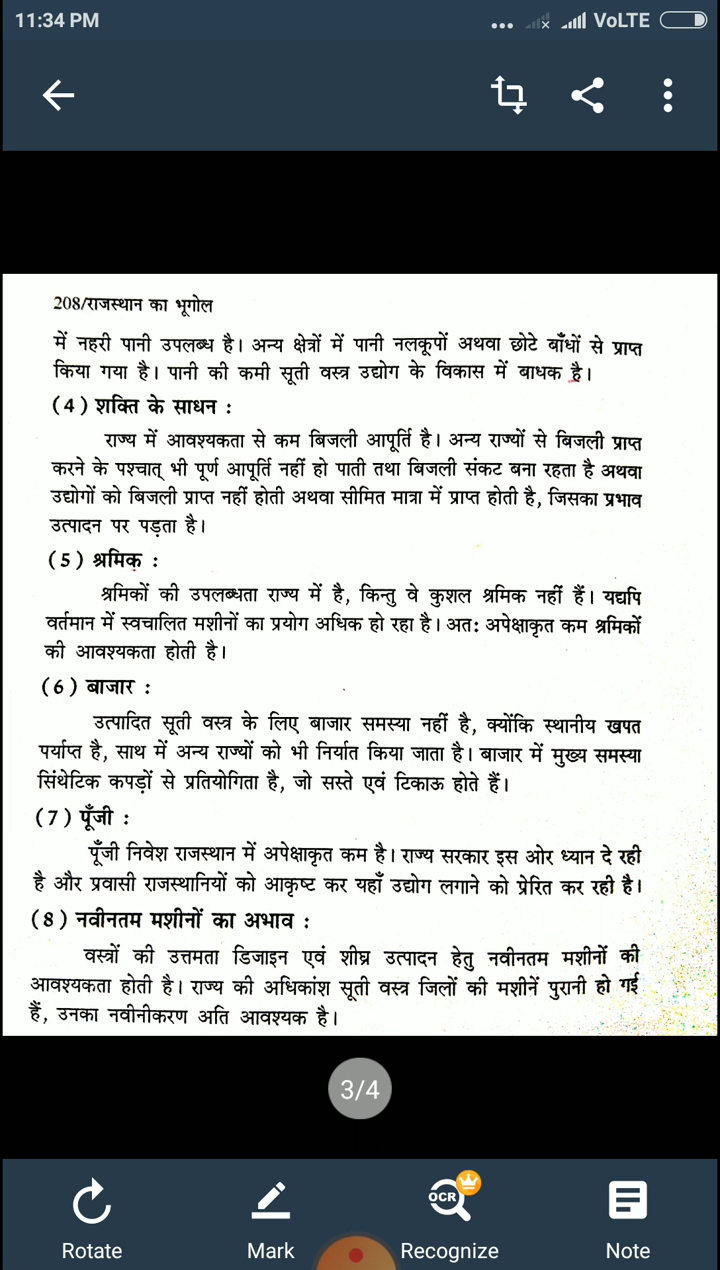 11:34 PM
VoLTE
208/राजस्थान का भूगोल
में नहरी पानी उपलब्ध है। अन्य क्षेत्रों में पानी नलकूपों अथवा छोटे बाँधों से प्राप्त
किया गया है। पानी की कमी सूती वस्त्र उद्योग के विकास में बाधक है।
(4) शक्ति के साधन :
राज्य में आवश्यकता से कम बिजली आपूर्ति है। अन्य राज्यों से बिजली प्राप्त
करने के पश्चात् भी पूर्ण आपूर्ति नहीं हो पाती तथा बिजली संकट बना रहता है अथवा
उद्योगों को बिजली प्राप्त नहीं होती अथवा सीमित मात्रा में प्राप्त होती है, जिसका प्रभाव
उत्पादन पर पड़ता है।
(5) श्रमिक :
श्रमिकों की उपलब्धता राज्य में है, किन्तु वे कुशल श्रमिक नहीं हैं। यद्यपि
वर्तमान में स्वचालित मशीनों का प्रयोग अधिक हो रहा है। अत: अपेक्षाकृत कम श्रमिकों
की आवश्यकता होती है।
(6) बाजार :
उत्पादित सूती वस्त्र के लिए बाजार समस्या नहीं है, क्योंकि स्थानीय खपत
पर्याप्त है, साथ में अन्य राज्यों को भी निर्यात किया जाता है। बाजार में मुख्य समस्या
सिंथेटिक कपड़ों से प्रतियोगिता है, जो सस्ते एवं टिकाऊ होते हैं।
(7) पूँजी :
पूँजी निवेश राजस्थान में अपेक्षाकृत कम है। राज्य सरकार इस ओर ध्यान दे रही
है और प्रवासी राजस्थानियों को आकृष्ट कर यहाँ उद्योग लगाने को प्रेरित कर रही है।
(8) नवीनतम मशीनों का अभाव :
वस्त्रों की उत्तमता डिजाइन एवं शीघ्र उत्पादन हेतु नवीनतम मशीनों की
आवश्यकता होती है। राज्य की अधिकांश सूती वस्त्र जिलों की मशीनें पुरानी हो गई
हैं, उनका नवीनीकरण अति आवश्यक है।
3/4
OCR
Rotate Mark Recognize Note